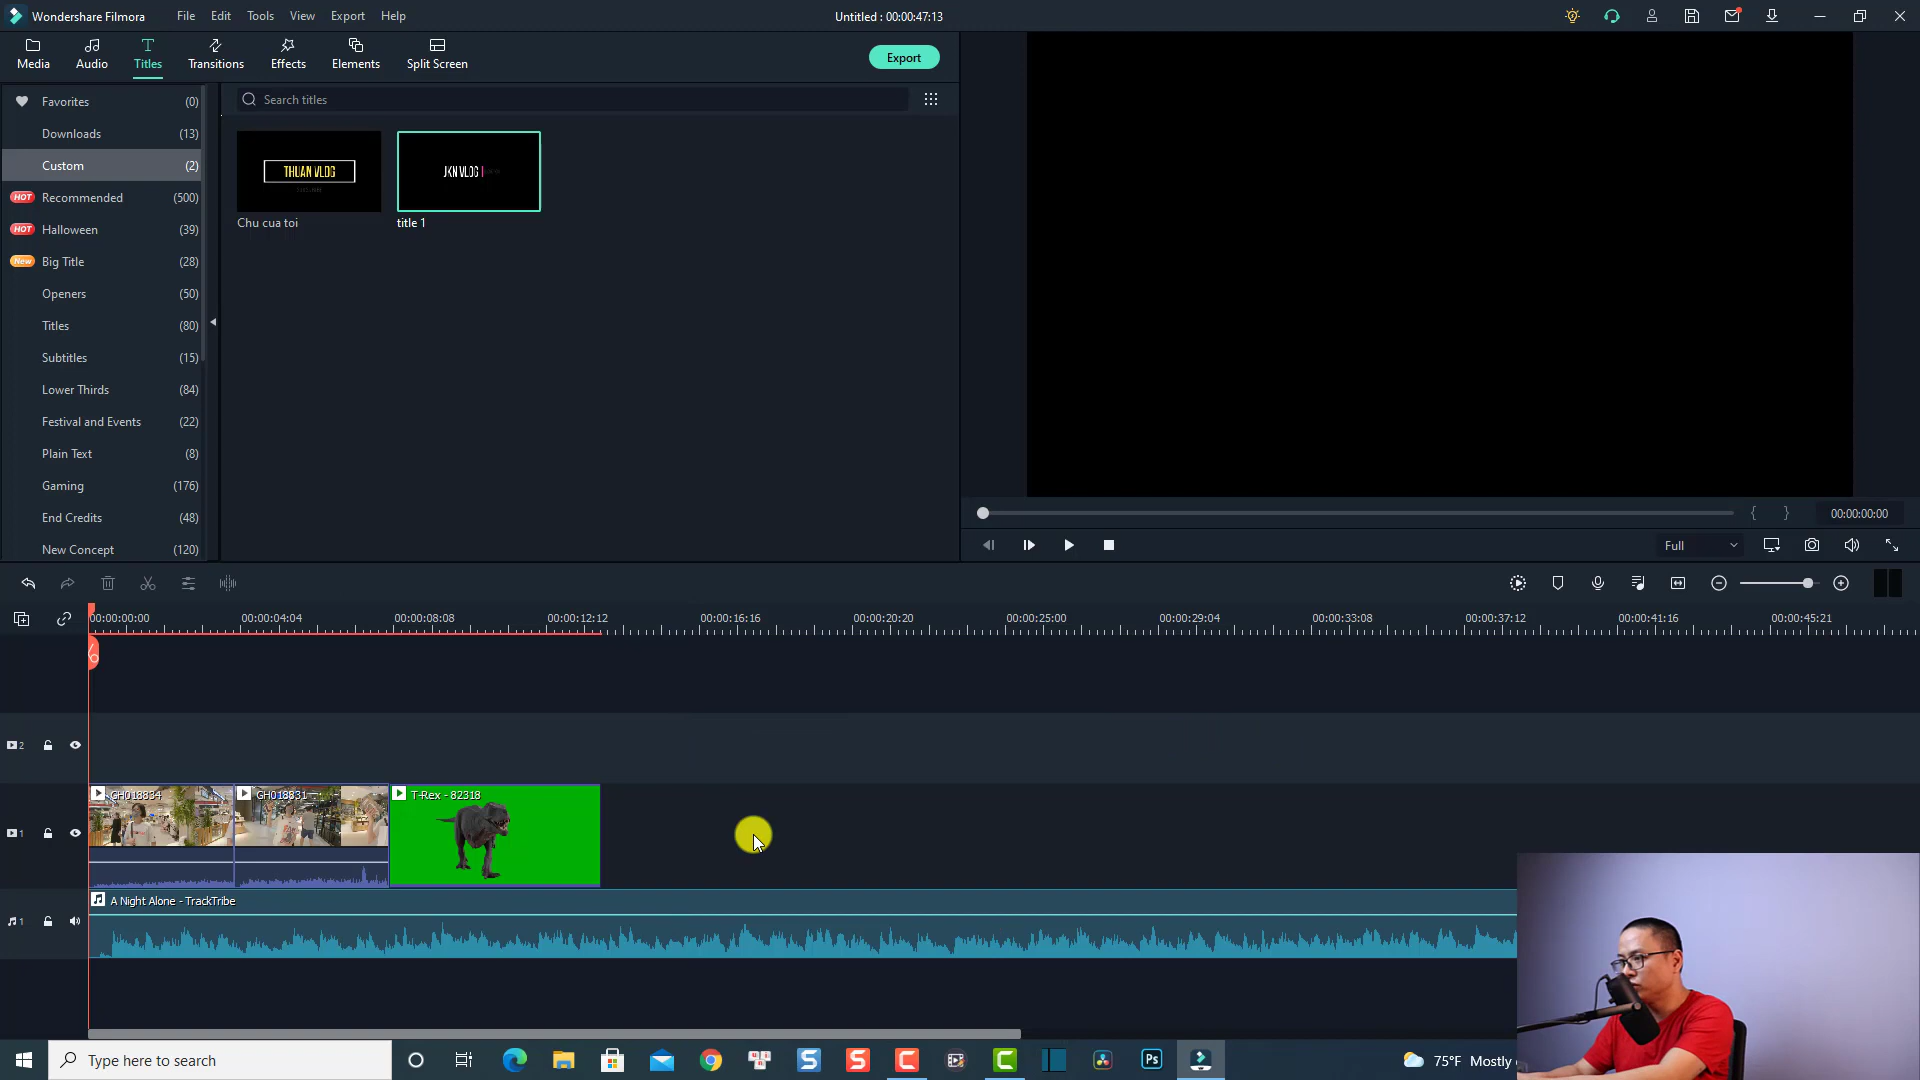 Wondershare Filmora
File
Edit
Tools
View
Export
Help
Untitled : 00:00:47:13
Media
Audio
Titles
Transitions
Effects
Elements
Split Screen
Export
Favorites (0)
Downloads (13)
Custom (2)
HOT Recommended (500)
HOT Halloween (39)
New Big Title (28)
Openers (50)
Titles (80)
Subtitles (15)
Lower Thirds (84)
Festival and Events (22)
Plain Text (8)
Gaming (176)
End Credits (48)
New Concept (120)
Search titles
THUAN VLOG
Chu cua toi
JKN VLOG
title 1
{ }
00:00:00:00
Full
00:00:00:00
00:00:04:04
00:00:08:08
00:00:12:12
00:00:16:16
00:00:20:20
00:00:25:00
00:00:29:04
00:00:33:08
00:00:37:12
00:00:41:16
00:00:45:21
2
1
GH018834
GH018831
T-Rex - 82318
1
A Night Alone - TrackTribe
Type here to search
S
S
C
C
Ps
75°F Mostly